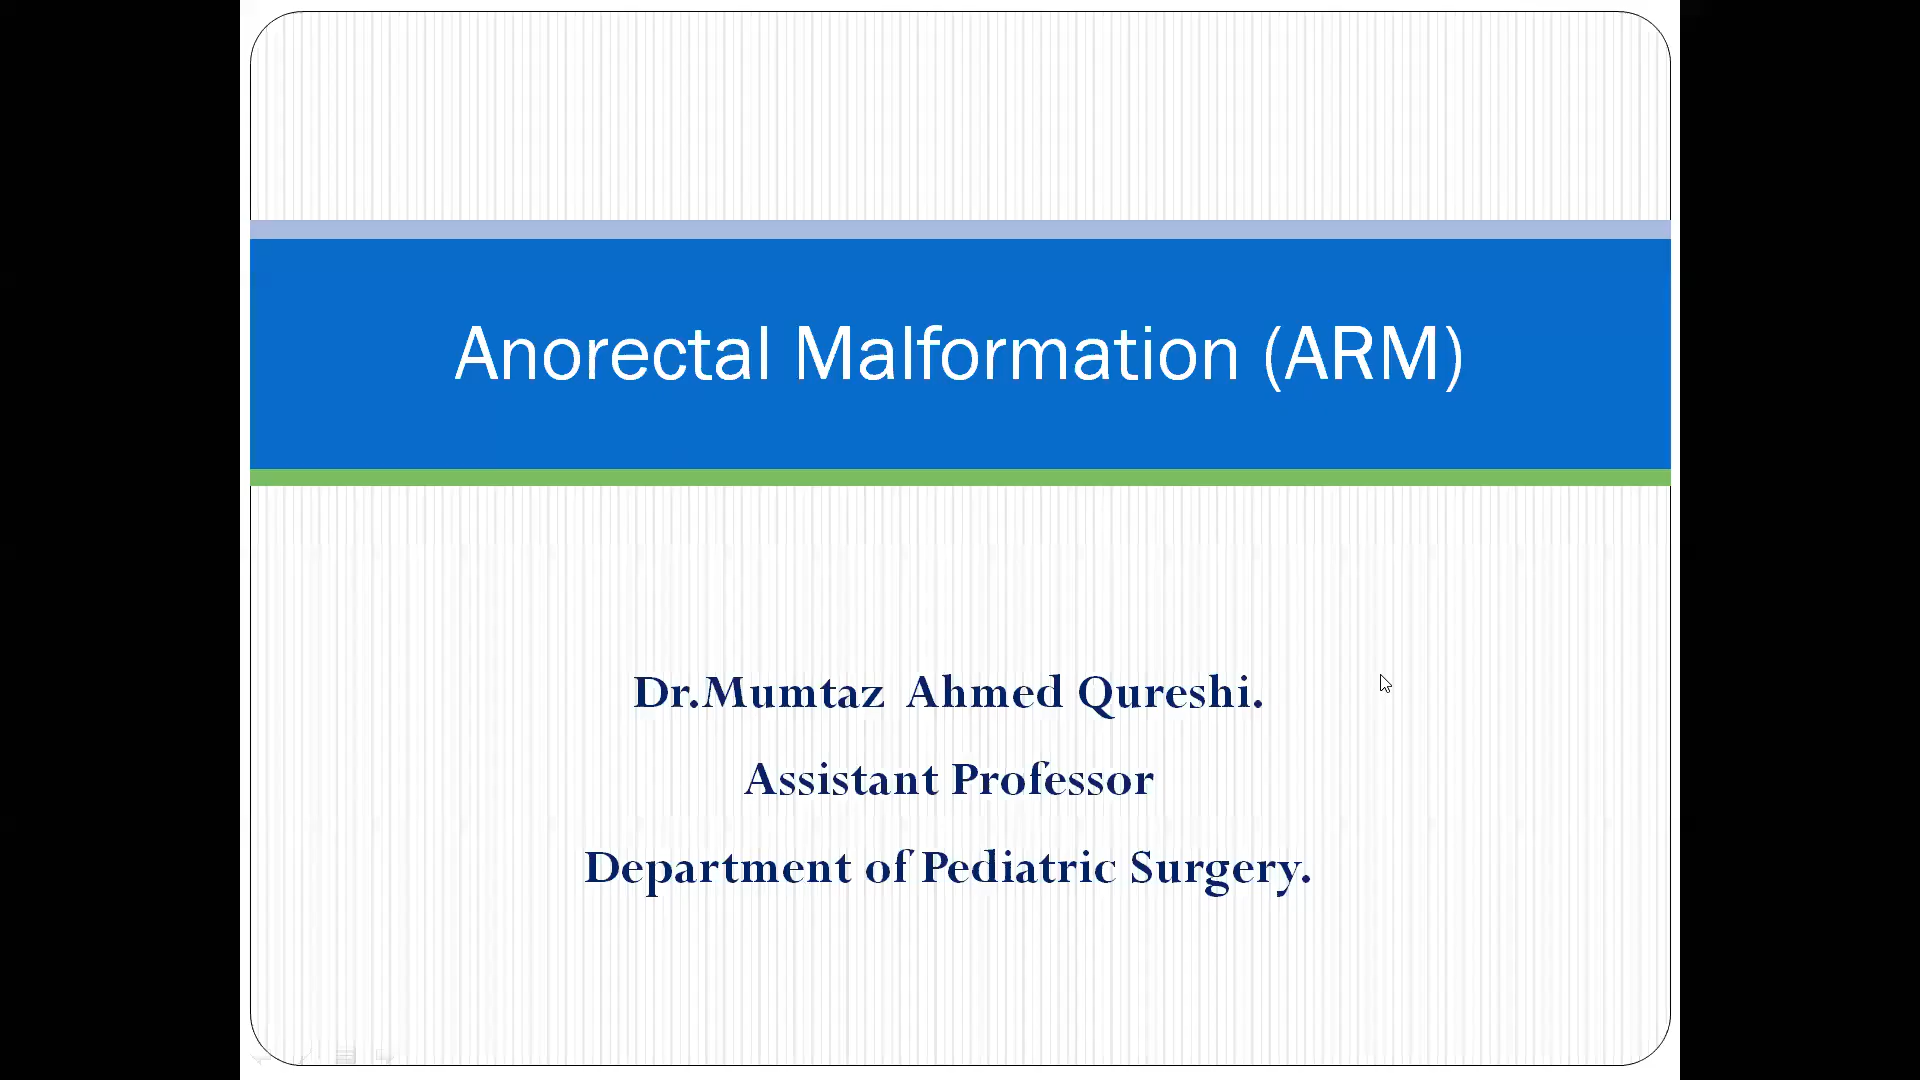 Anorectal Malformation (ARM)
Dr.Mumtaz Ahmed Qureshi.
Assistant Professor
Department of Pediatric Surgery.